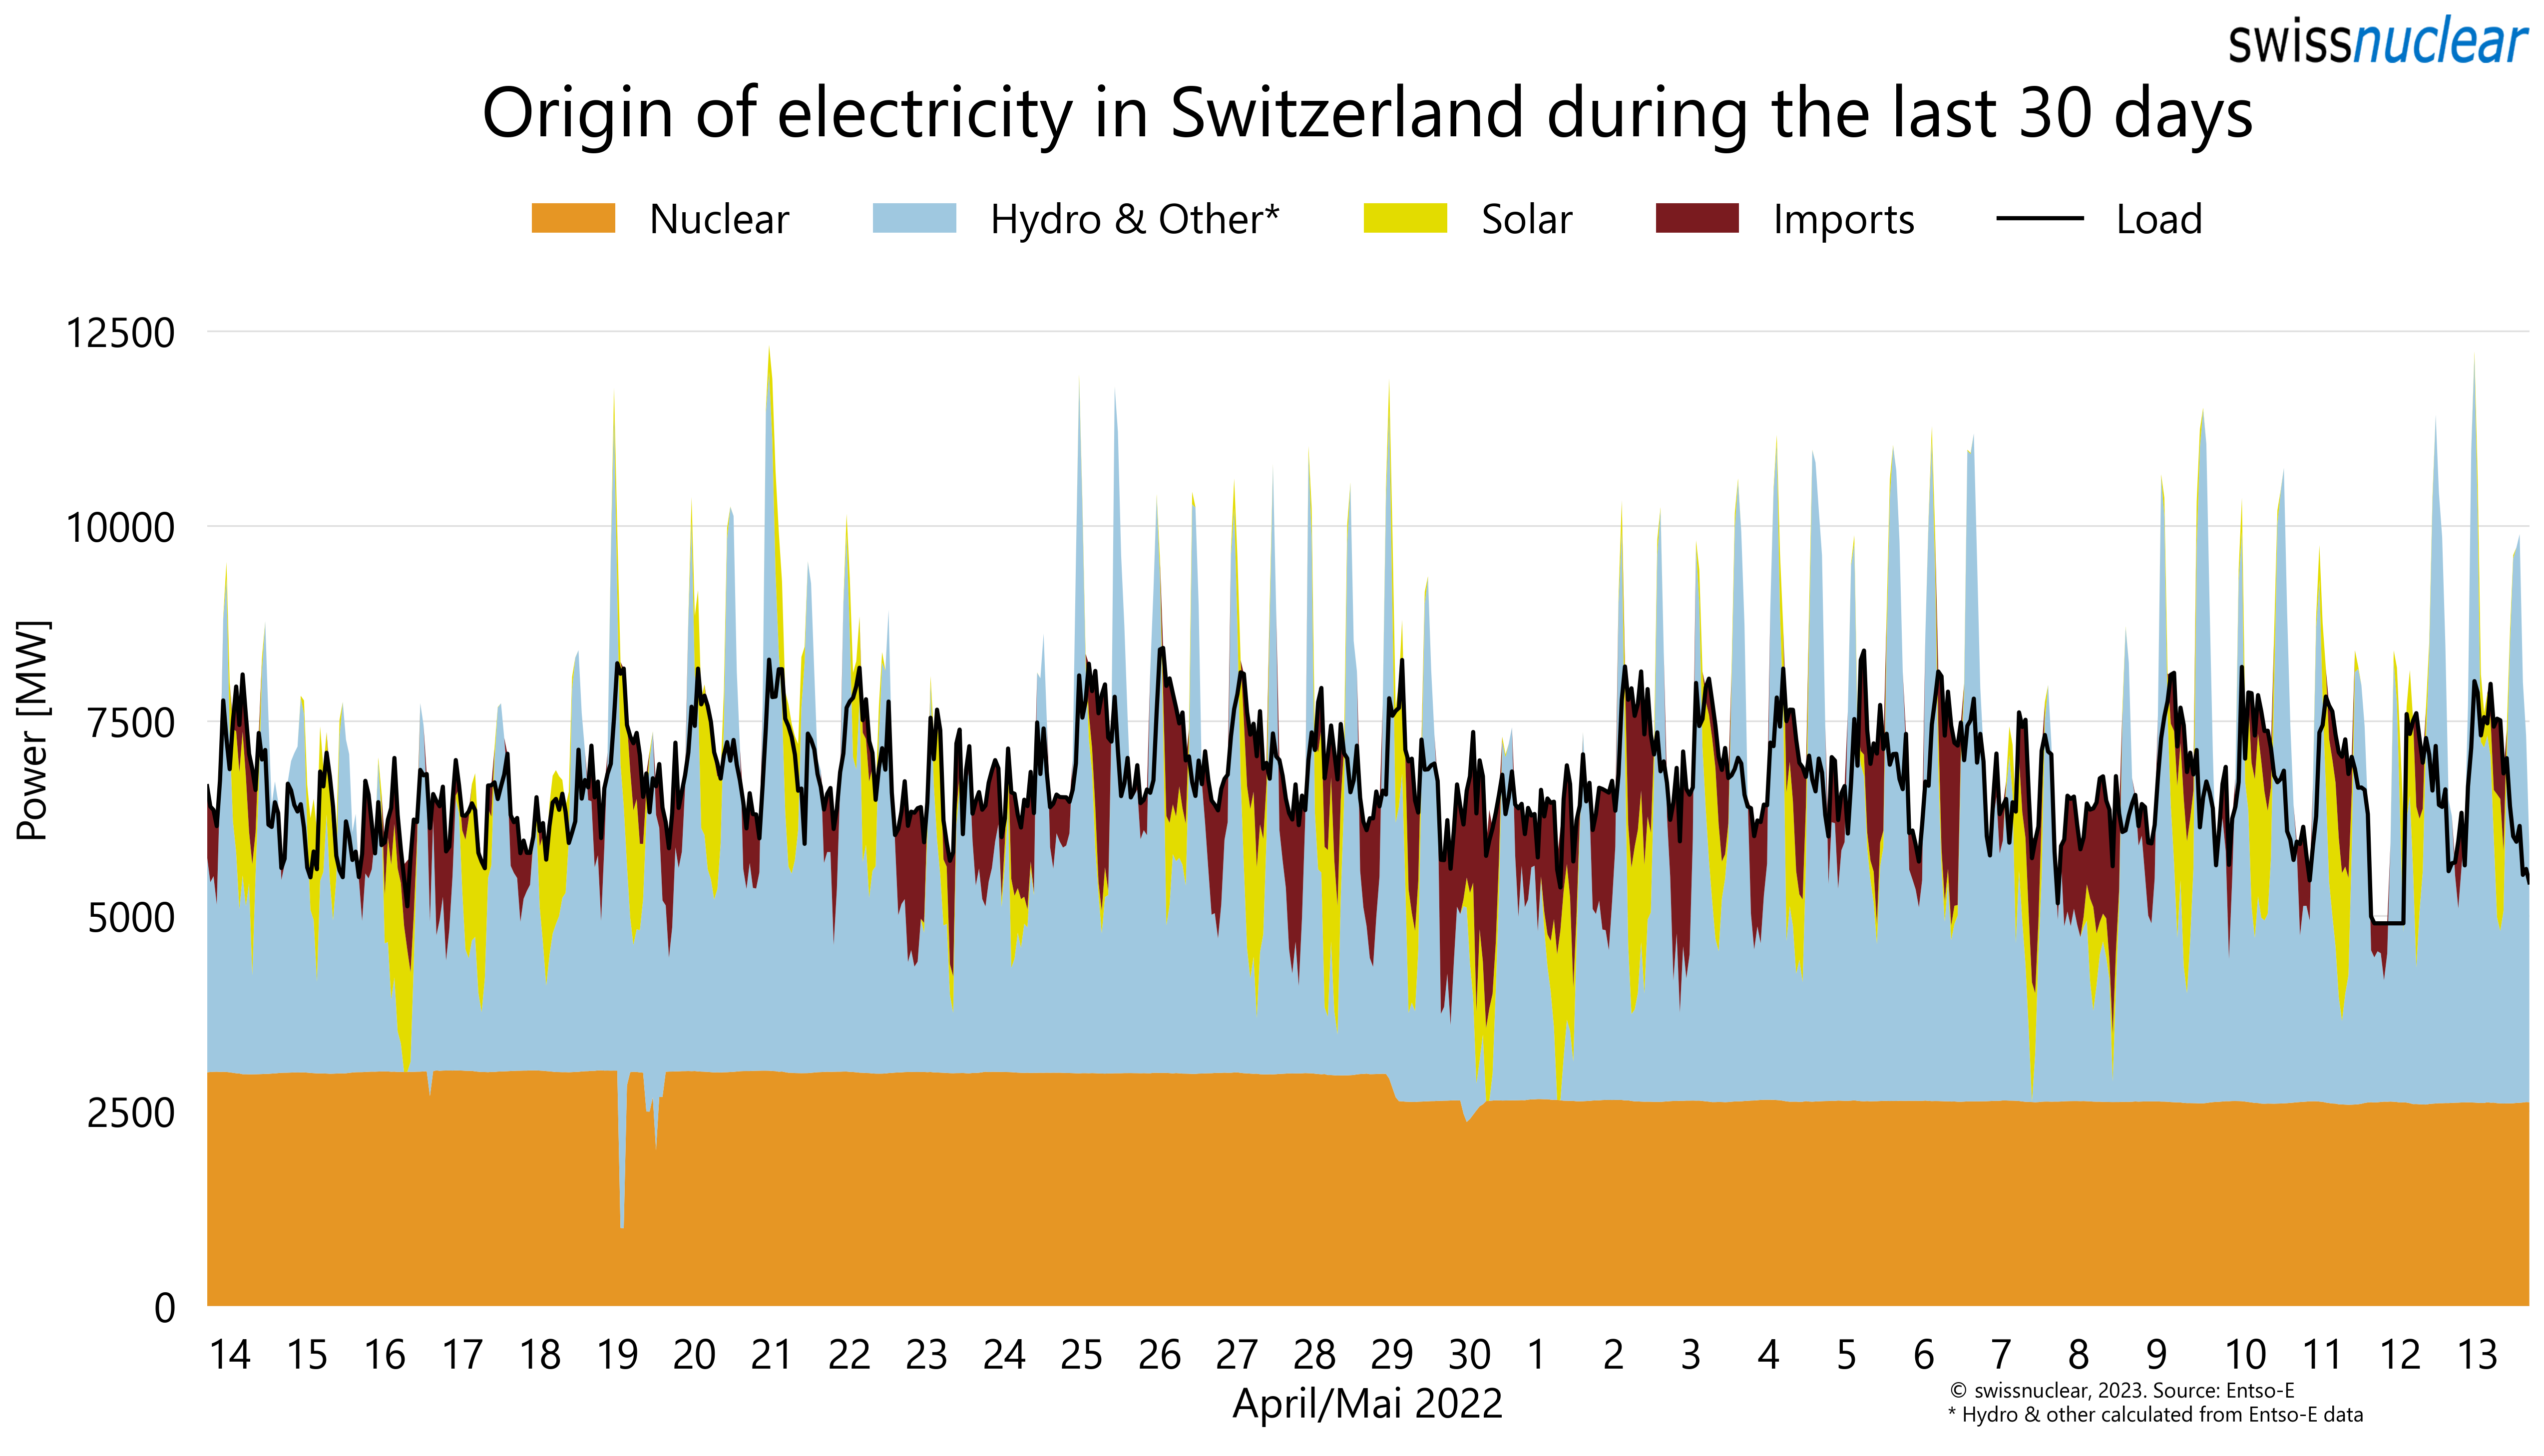 swissnuclear
Origin of electricity in Switzerland during the last 30 days
Nuclear Hydro & Other* Solar Imports Load
12500
10000
7500
5000
2500
0
Power [MW]
14 15 16 17 18 19 20 21 22 23 24 25 26 27 28 29 30 1 2 3 4 5 6 7 8 9 10 11 12 13
April/Mai 2022
© swissnuclear, 2023. Source: Entso-E
* Hydro & other calculated from Entso-E data